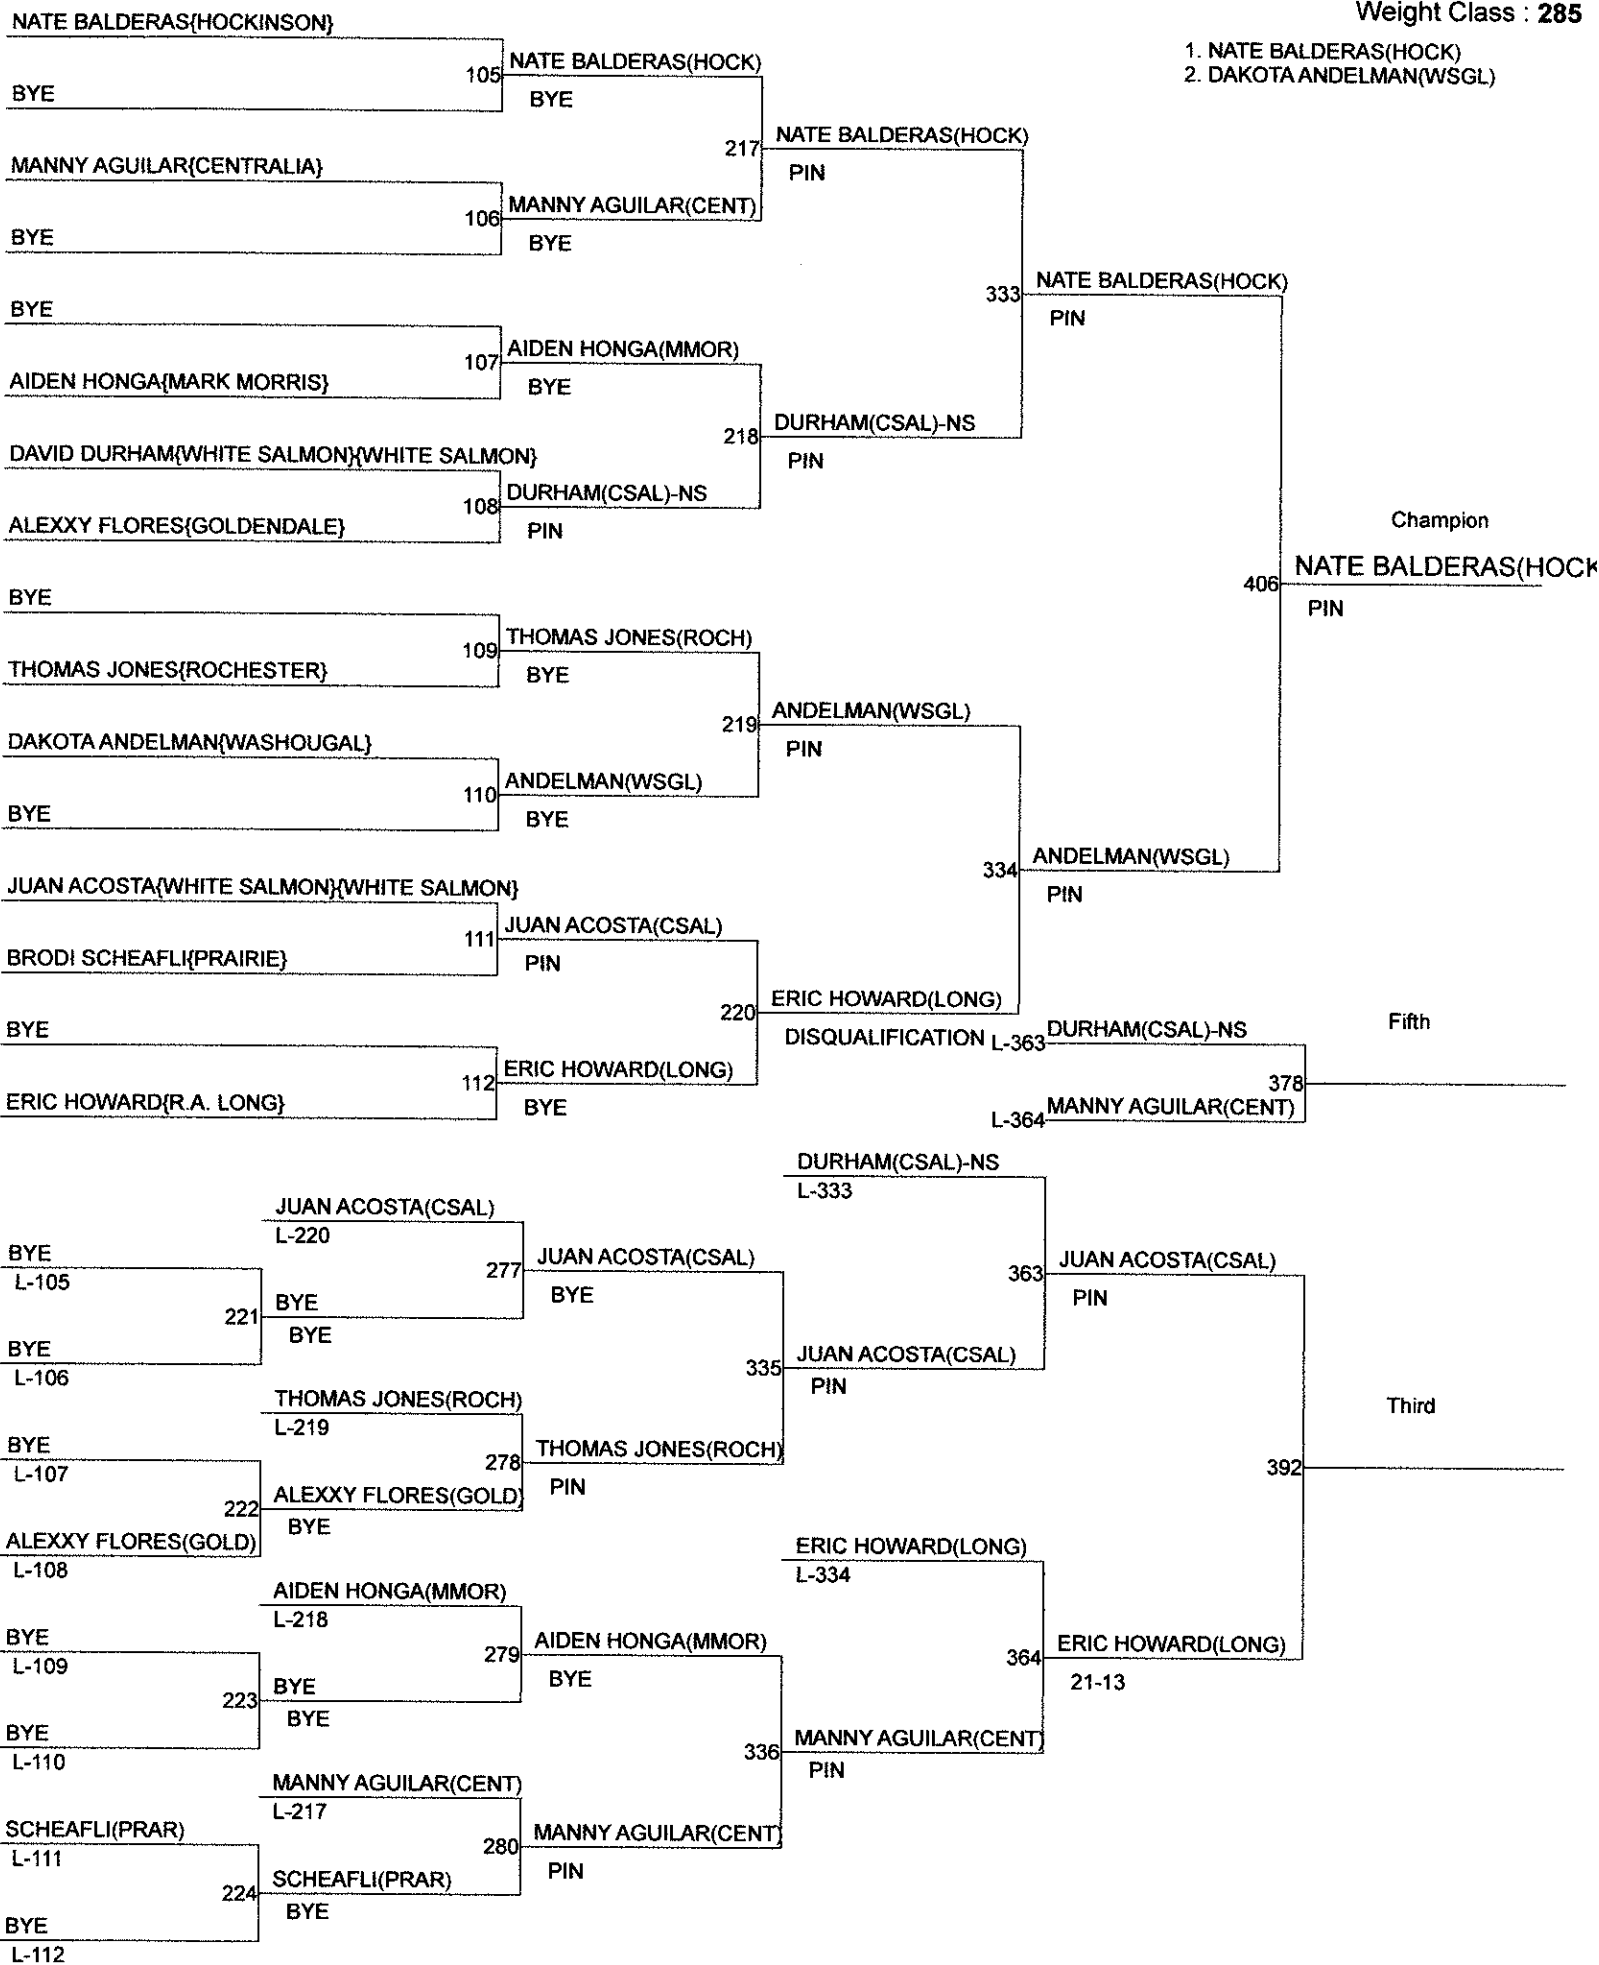 Weight Class : 285
1. NATE BALDERAS(HOCK)
2. DAKOTA ANDELMAN(WSGL)
NATE BALDERAS{HOCKINSON}
105
NATE BALDERAS(HOCK)
BYE
BYE
217
NATE BALDERAS(HOCK)
PIN
MANNY AGUILAR{CENTRALIA}
106
MANNY AGUILAR(CENT)
BYE
BYE
333
NATE BALDERAS(HOCK)
PIN
BYE
107
AIDEN HONGA(MMOR)
BYE
AIDEN HONGA{MARK MORRIS}
218
DURHAM(CSAL)-NS
PIN
DAVID DURHAM{WHITE SALMON}{WHITE SALMON}
108
DURHAM(CSAL)-NS
PIN
ALEXXY FLORES{GOLDENDALE}
Champion
406
NATE BALDERAS(HOCK
PIN
BYE
109
THOMAS JONES(ROCH)
BYE
THOMAS JONES{ROCHESTER}
219
ANDELMAN(WSGL)
PIN
DAKOTA ANDELMAN{WASHOUGAL}
110
ANDELMAN(WSGL)
BYE
BYE
334
ANDELMAN(WSGL)
PIN
JUAN ACOSTA{WHITE SALMON}{WHITE SALMON}
111
JUAN ACOSTA(CSAL)
PIN
BRODI SCHEAFLI{PRAIRIE}
220
ERIC HOWARD(LONG)
DISQUALIFICATION
BYE
112
ERIC HOWARD(LONG)
BYE
ERIC HOWARD{R.A. LONG}
Fifth
L-363
DURHAM(CSAL)-NS
378
L-364
MANNY AGUILAR(CENT)
DURHAM(CSAL)-NS
L-333
JUAN ACOSTA(CSAL)
L-220
BYE
L-105
277
JUAN ACOSTA(CSAL)
BYE
363
JUAN ACOSTA(CSAL)
PIN
221
BYE
BYE
BYE
L-106
335
JUAN ACOSTA(CSAL)
PIN
THOMAS JONES(ROCH)
L-219
Third
BYE
L-107
278
THOMAS JONES(ROCH)
PIN
392
222
ALEXXY FLORES(GOLD)
BYE
ALEXXY FLORES(GOLD)
L-108
ERIC HOWARD(LONG)
L-334
AIDEN HONGA(MMOR)
L-218
BYE
L-109
279
AIDEN HONGA(MMOR)
BYE
364
ERIC HOWARD(LONG)
21-13
223
BYE
BYE
BYE
L-110
336
MANNY AGUILAR(CENT)
PIN
MANNY AGUILAR(CENT)
L-217
SCHEAFLI(PRAR)
L-111
280
MANNY AGUILAR(CENT)
PIN
224
SCHEAFLI(PRAR)
BYE
BYE
L-112